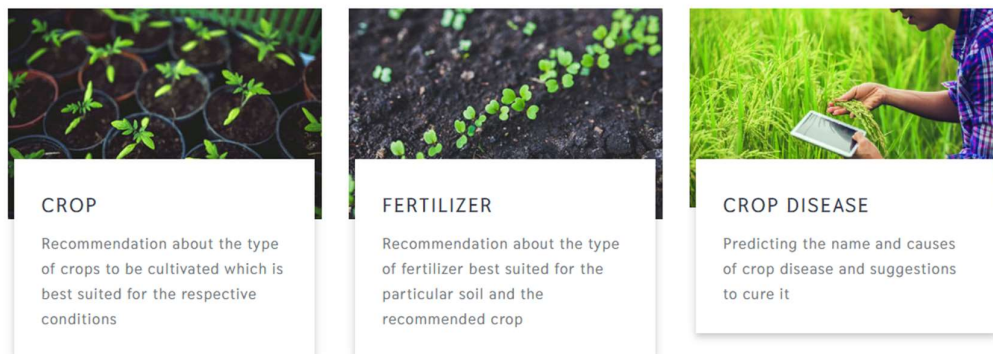 CROP
Recommendation about the type
of crops to be cultivated which is
best suited for the respective
conditions
FERTILIZER
Recommendation about the type
of fertilizer best suited for the
particular soil and the
recommended crop
CROP DISEASE
Predicting the name and causes
of crop disease and suggestions
to cure it